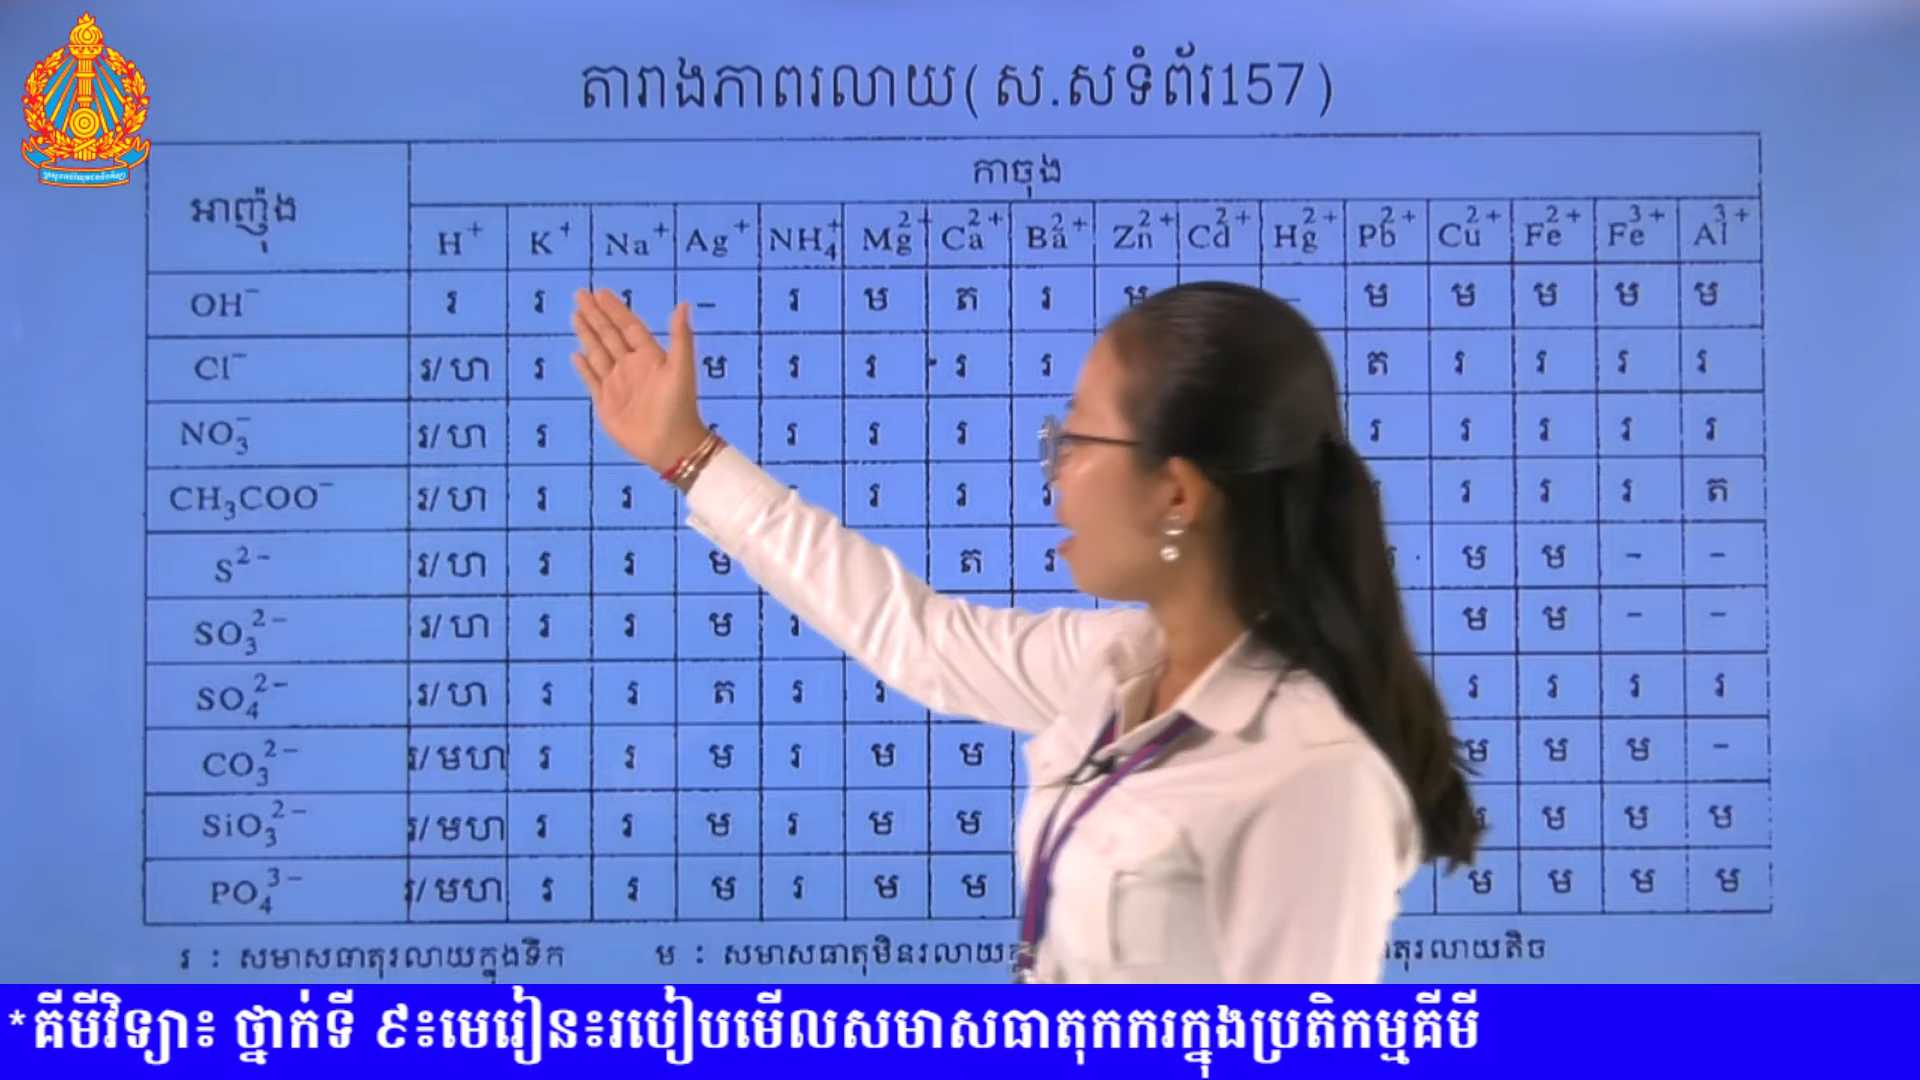 តារាងភាពរលាយ(ស.សទំព័រ157)
អាញ៉ុង កាចុង
H+ K+ Na+ Ag+ NH4+ Mg2+ Ca2+ Ba2+ Zn2+ Cd2+ Hg2+ Pb2+ Cu2+ Fe2+ Fe3+ Al3+
OH− រ រ រ – រ ម ត រ ម – ម ម ម ម ម
Cl− រ/ហ រ ម រ រ រ រ ត រ រ រ រ
NO3− រ/ហ រ រ រ រ រ រ រ រ រ
CH3COO− រ/ហ រ រ រ រ រ រ រ ត
S2− រ/ហ រ រ ម ត រ ម ម – –
SO32− រ/ហ រ រ ម រ ម ម – –
SO42− រ/ហ រ រ ត រ រ រ រ រ រ
CO32− រ/មហ រ រ ម រ ម ម ម ម ម –
SiO32− រ/មហ រ រ ម រ ម ម ម ម ម
PO43− រ/មហ រ រ ម រ ម ម ម ម ម ម
រ : សមាសធាតុរលាយក្នុងទឹក ម : សមាសធាតុមិនរលាយ រលាយតិច
*គីមីវិទ្យា៖ ថ្នាក់ទី ៩៖មេរៀន៖របៀបមើលសមាសធាតុកករក្នុងប្រតិកម្មគីមី